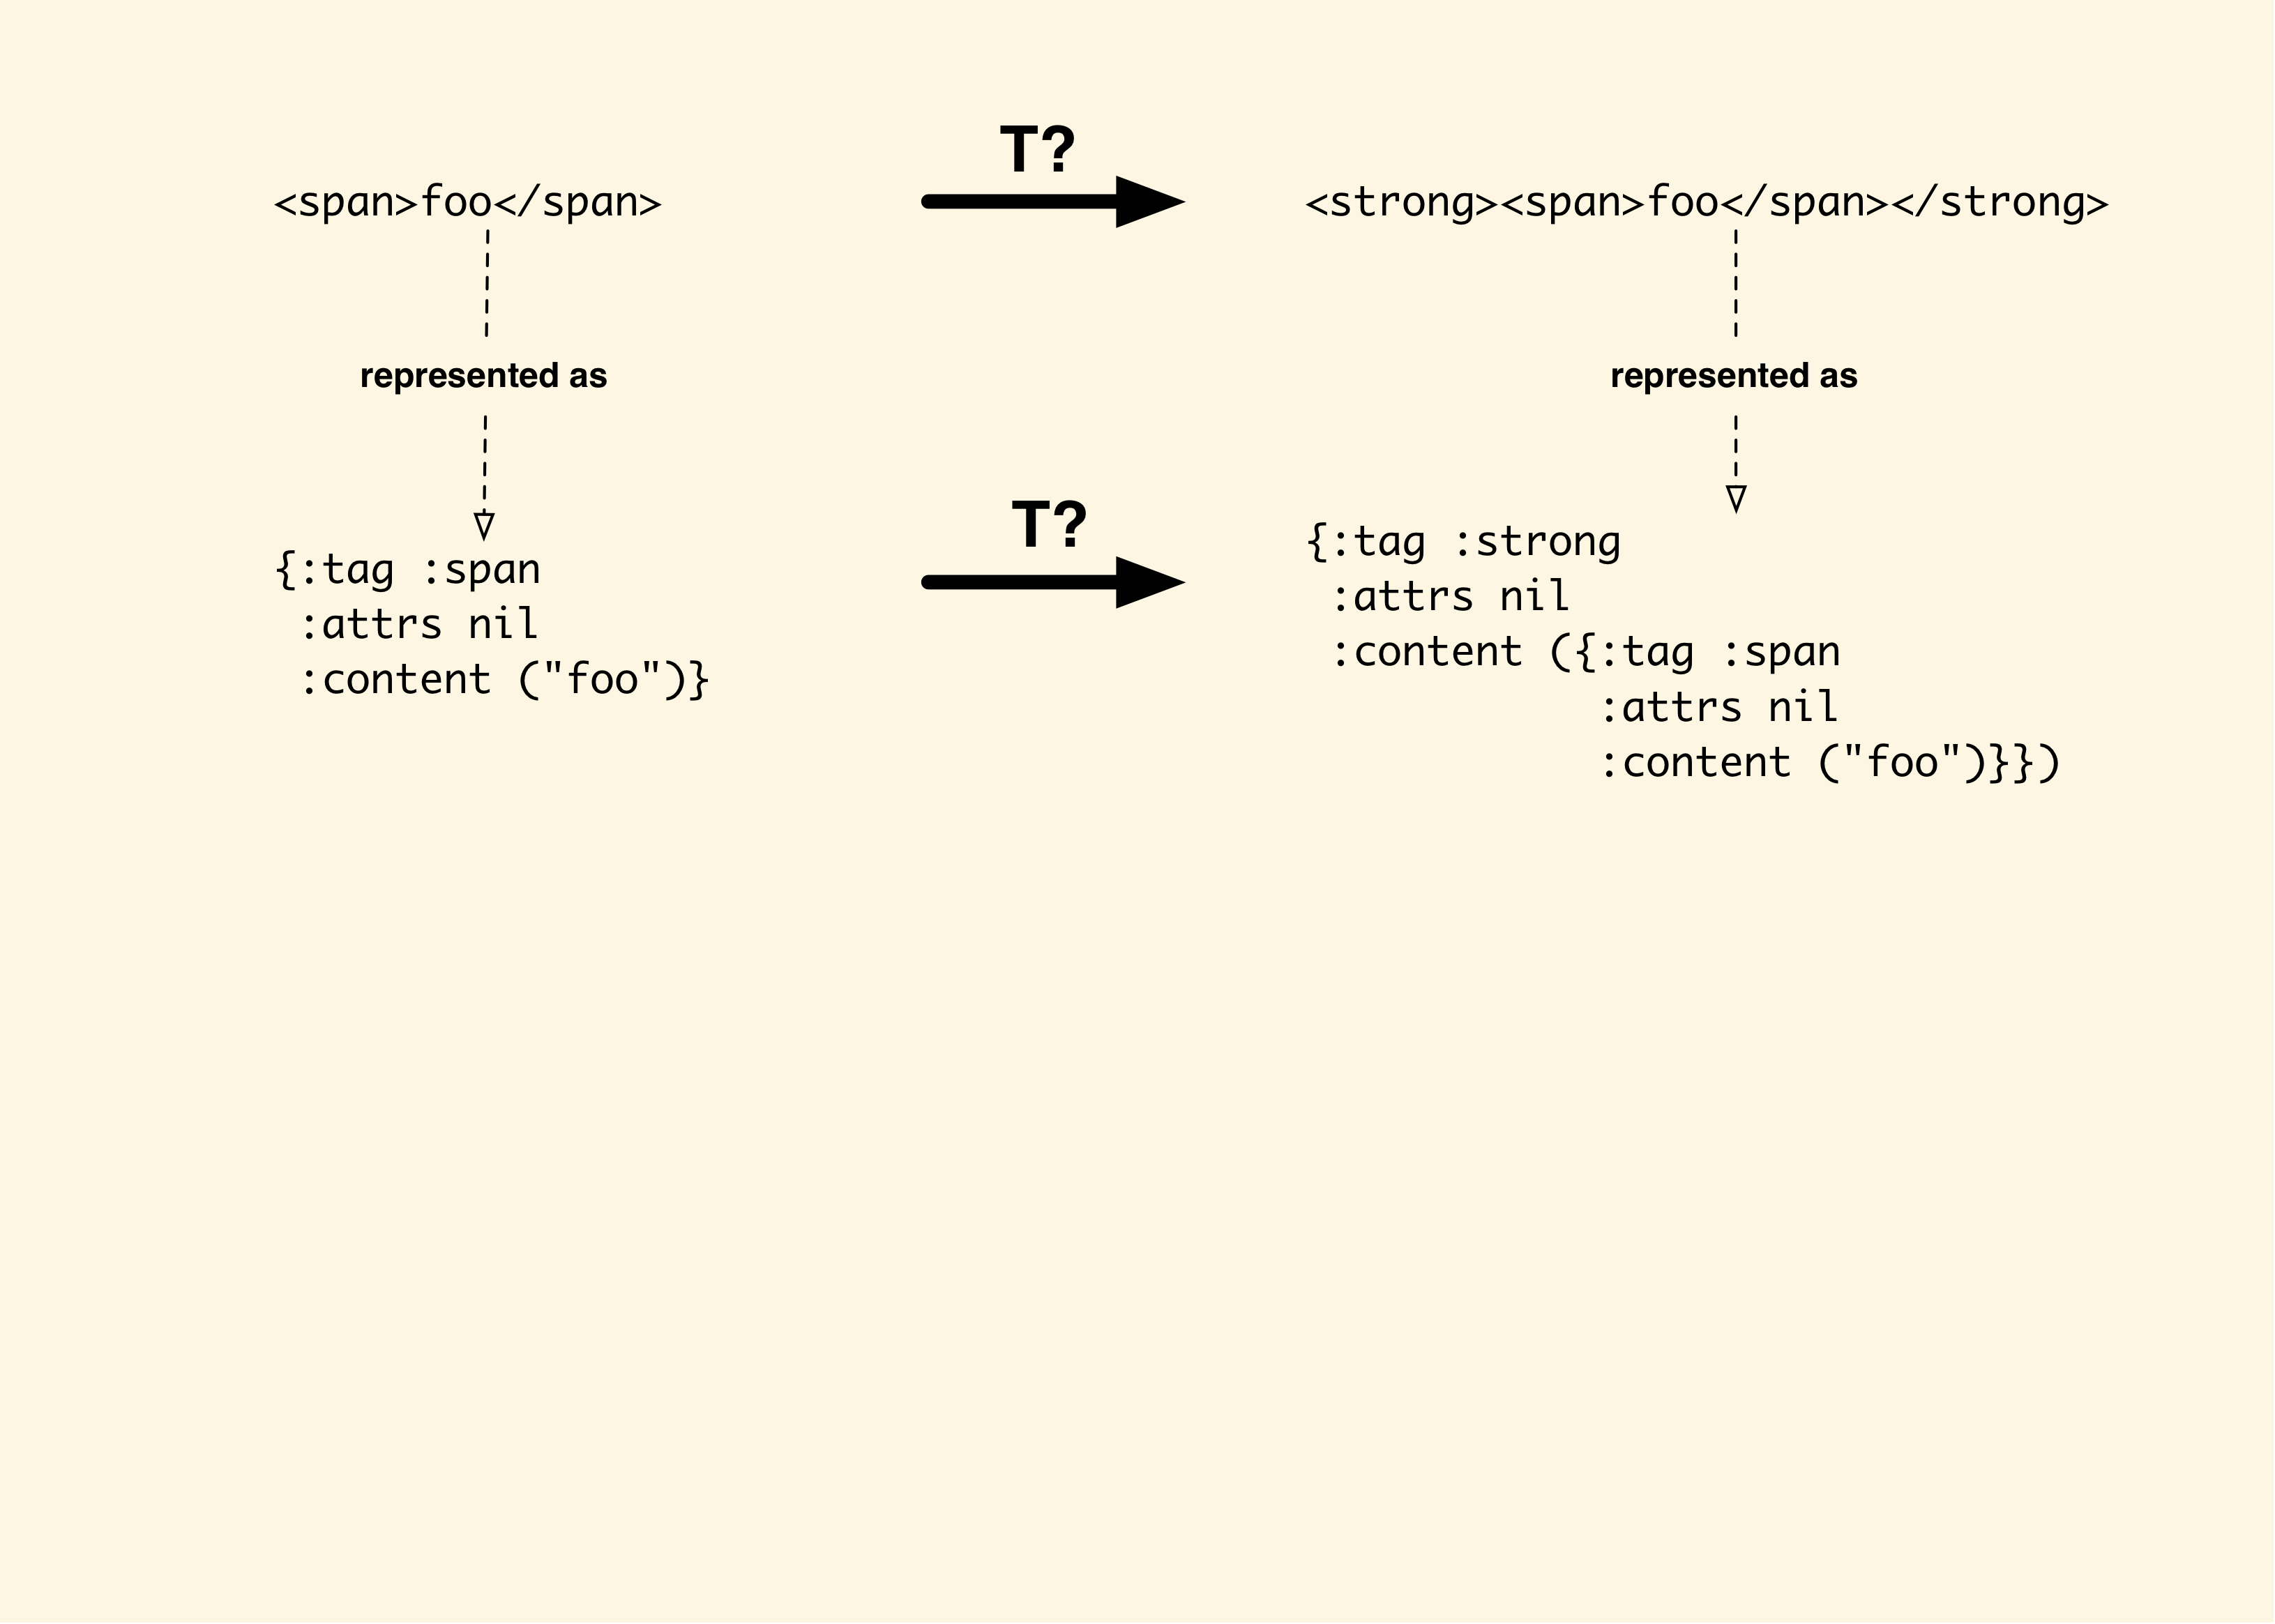 T?
<span>foo</span>
<strong><span>foo</span></strong>
represented as
represented as
T?
{:tag :span
:attrs nil
:content ("foo")}
{:tag :strong
:attrs nil
:content ({:tag :span
:attrs nil
:content ("foo")}})